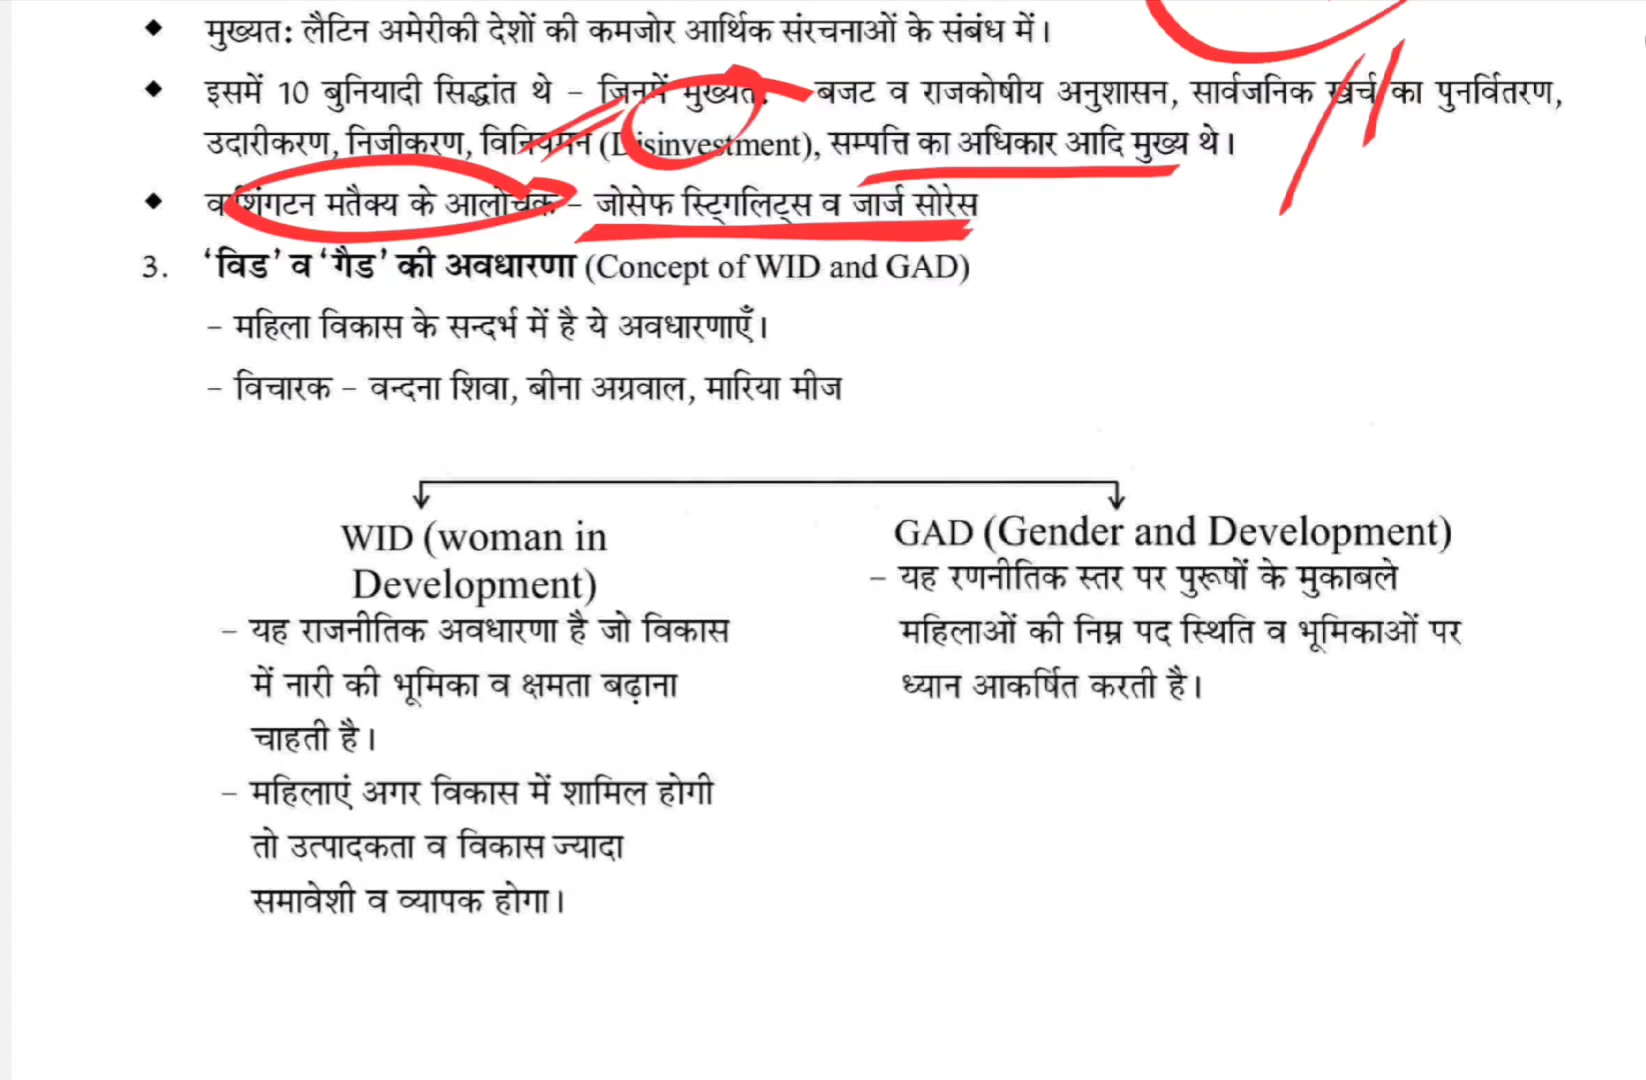 ◆ मुख्यत: लैटिन अमेरीकी देशों की कमजोर आर्थिक संरचनाओं के संबंध में।
◆ इसमें 10 बुनियादी सिद्धांत थे – जिनमें मुख्यत: बजट व राजकोषीय अनुशासन, सार्वजनिक खर्च का पुनर्वितरण,
उदारीकरण, निजीकरण, विनियमन (Disinvestment), सम्पत्ति का अधिकार आदि मुख्य थे।
◆ वाशिंगटन मतैक्य के आलोचक – जोसेफ स्टिगलिट्स व जार्ज सोरेस
3. ‘विड’ व ‘गैड’ की अवधारणा (Concept of WID and GAD)
– महिला विकास के सन्दर्भ में है ये अवधारणाएँ।
– विचारक – वन्दना शिवा, बीना अग्रवाल, मारिया मीज
WID (woman in
Development)
– यह राजनीतिक अवधारणा है जो विकास
में नारी की भूमिका व क्षमता बढ़ाना
चाहती है।
– महिलाएं अगर विकास में शामिल होगी
तो उत्पादकता व विकास ज्यादा
समावेशी व व्यापक होगा।
GAD (Gender and Development)
– यह रणनीतिक स्तर पर पुरूषों के मुकाबले
महिलाओं की निम्न पद स्थिति व भूमिकाओं पर
ध्यान आकर्षित करती है।